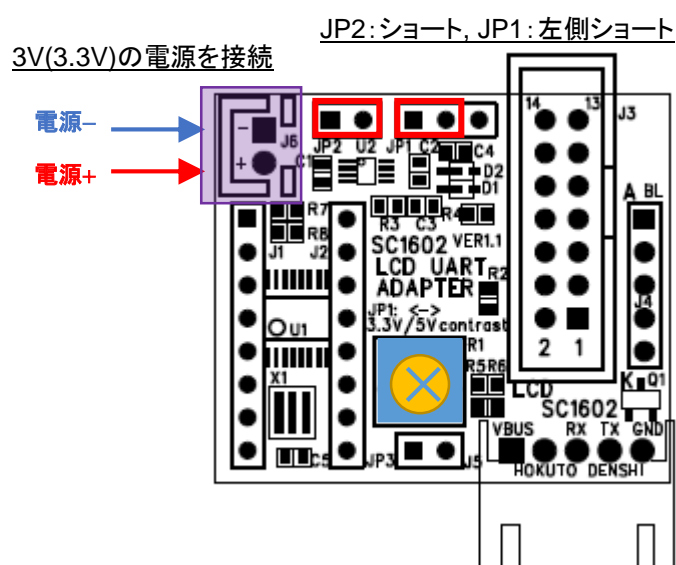 JP2：ショート, JP1：左側ショート
3V(3.3V)の電源を接続
電源−
電源+
−
+
J6
JP2 U2 JP1 C2
C1
C4
D2
D1
14 13
J3
A BL
R7
R8
J1 J2
R3 C3 R4
SC1602 VER1.1
LCD UART
ADAPTER
R2
JP1: <->
3.3V/5Vcontrast
J4
U1
R1
2 1
X1
R5R6
K Q1
LCD
SC1602
VBUS RX TX GND
C5
JP3
J5
HOKUTO DENSHI